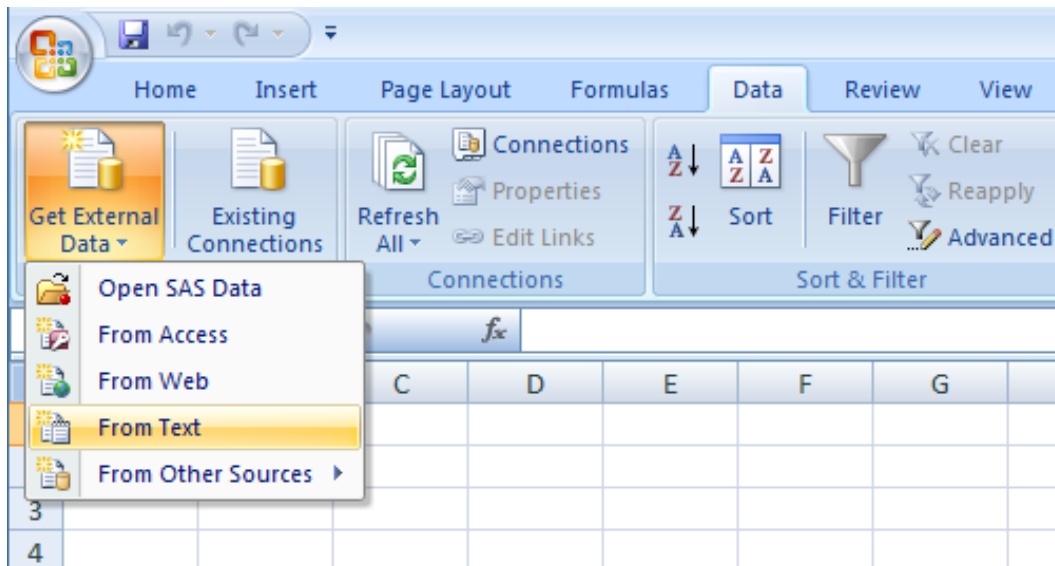 Home Insert Page Layout Formulas Data Review View
Get External Data
Existing Connections
Refresh All
Connections
Properties
Edit Links
Connections
A Z
Z A
A Z
Z A
Sort
Filter
Clear
Reapply
Advanced
Sort & Filter
Open SAS Data
From Access
From Web
From Text
From Other Sources
fx
C D E F G
3
4